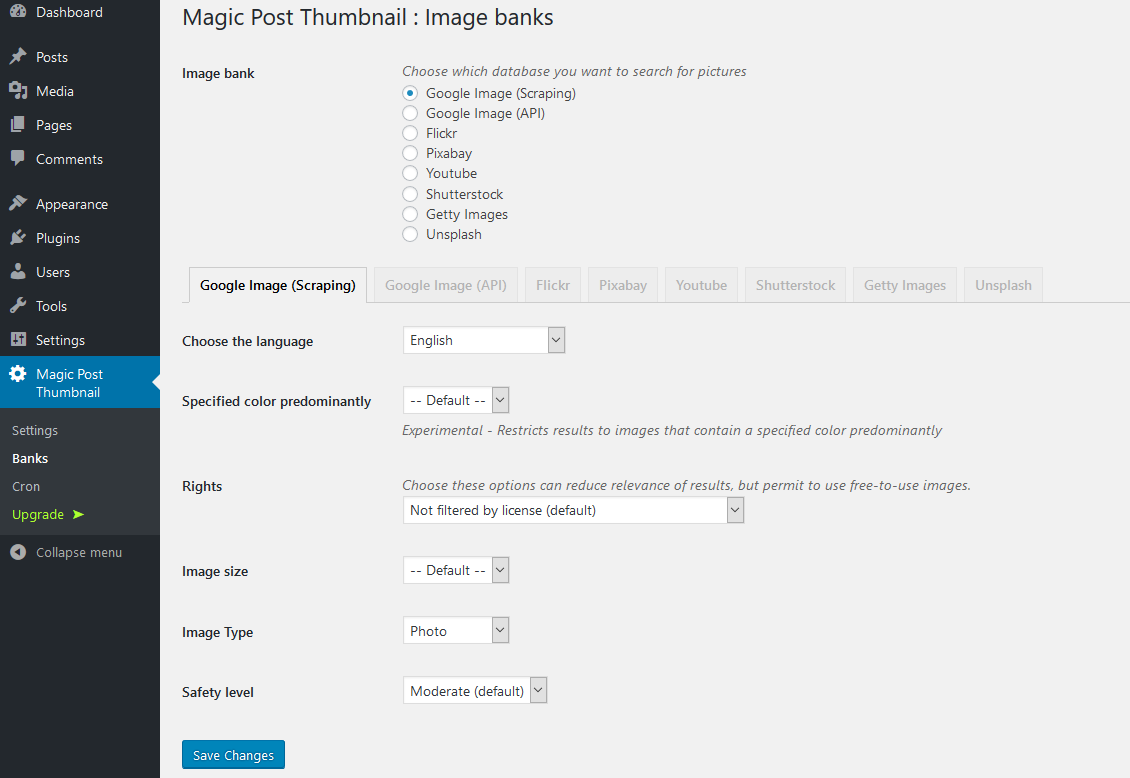 Dashboard
Posts
Media
Pages
Comments
Appearance
Plugins
Users
Tools
Settings
Magic Post
Thumbnail
Settings
Banks
Cron
Upgrade ➤
Collapse menu
Magic Post Thumbnail : Image banks
Image bank
Choose which database you want to search for pictures
Google Image (Scraping)
Google Image (API)
Flickr
Pixabay
Youtube
Shutterstock
Getty Images
Unsplash
Google Image (Scraping) Google Image (API) Flickr Pixabay Youtube Shutterstock Getty Images Unsplash
Choose the language English
Specified color predominantly -- Default --
Experimental - Restricts results to images that contain a specified color predominantly
Rights
Choose these options can reduce relevance of results, but permit to use free-to-use images.
Not filtered by license (default)
Image size -- Default --
Image Type Photo
Safety level Moderate (default)
Save Changes